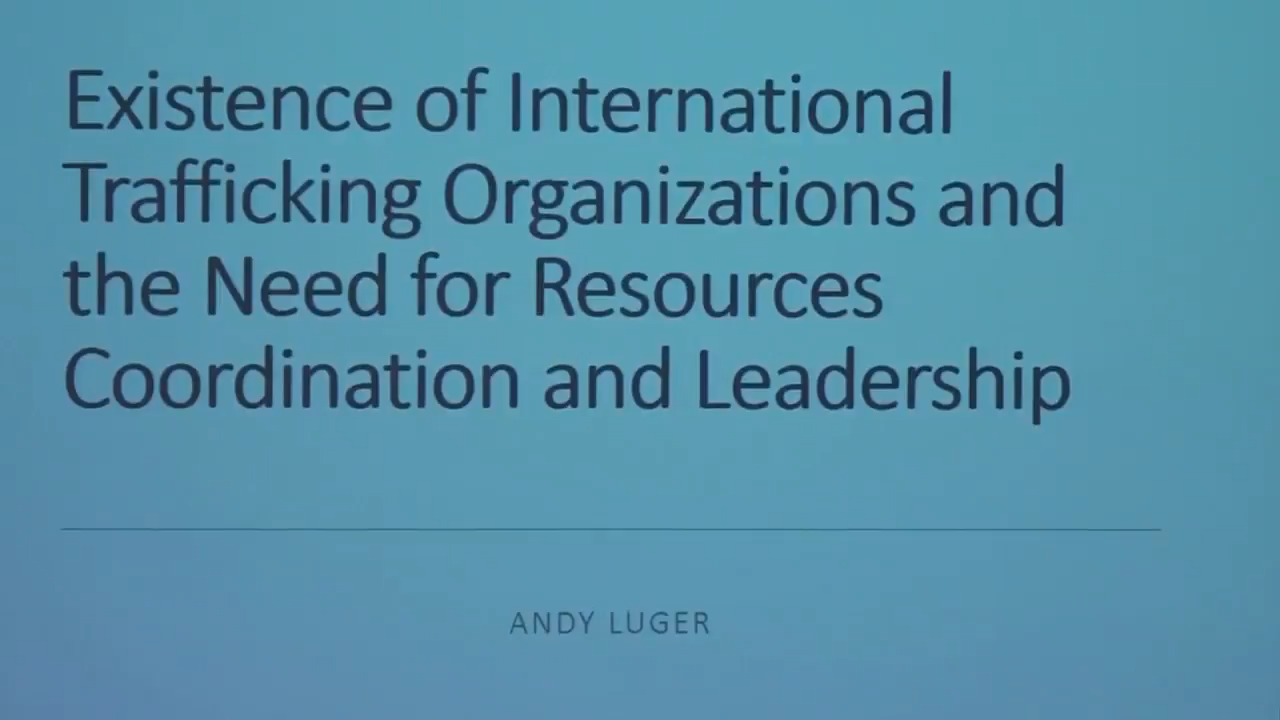 Existence of International
Trafficking Organizations and
the Need for Resources
Coordination and Leadership
ANDY LUGER